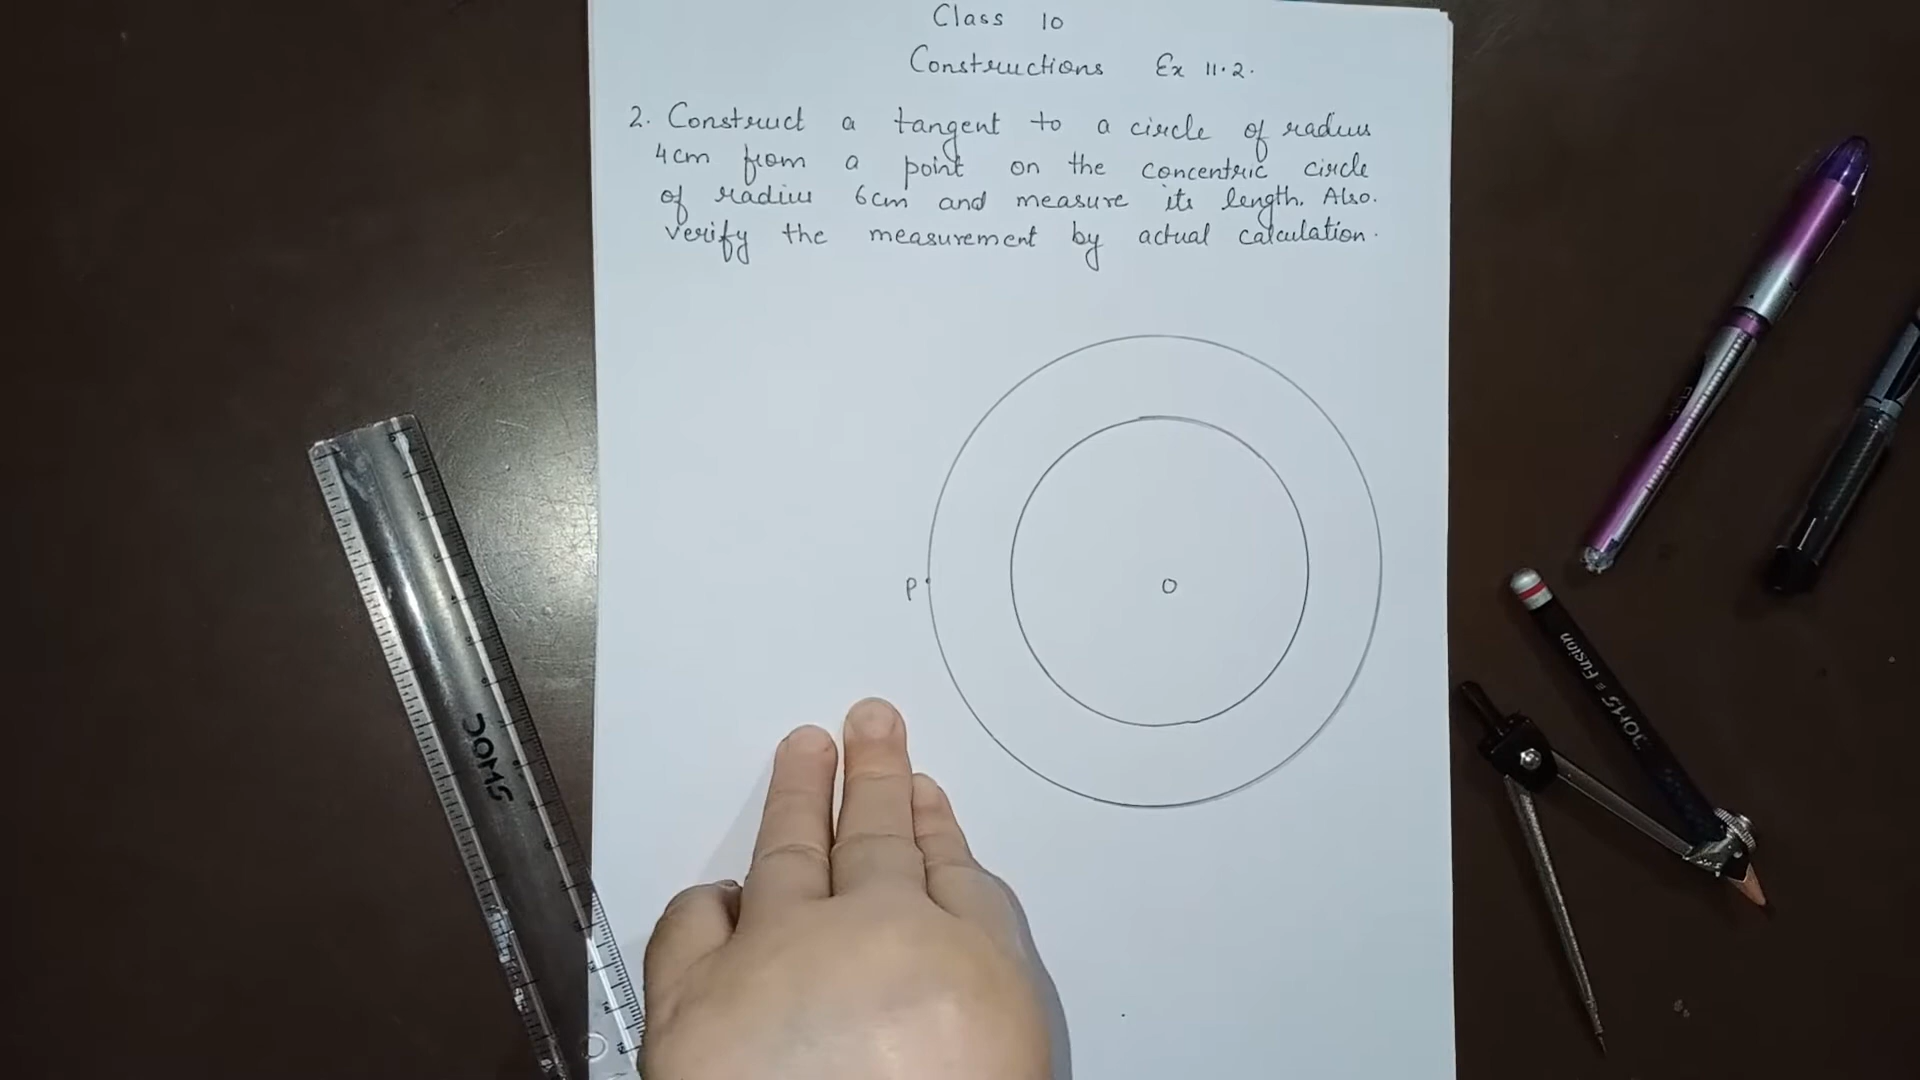 Class 10
Constructions Ex 11.2.
2. Construct a tangent to a circle of radius
4cm from a point on the concentric circle
of radius 6cm and measure its length. Also.
verify the measurement by actual calculation.
P
O
DOMS
DOMS Fusion